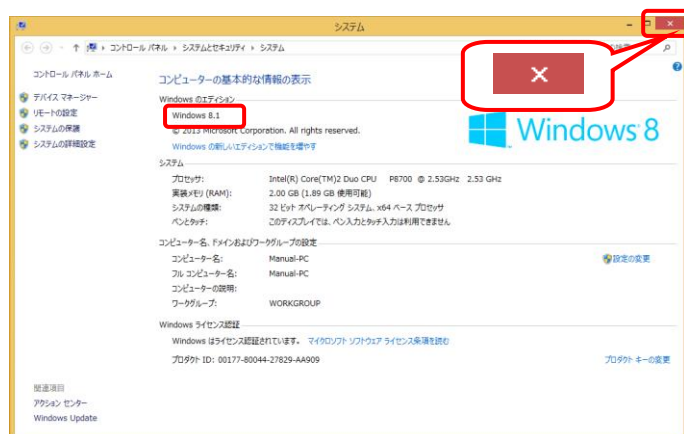 システム
コントロール パネル ▸ システムとセキュリティ ▸ システム
コントロール パネル ホーム
デバイス マネージャー
リモートの設定
システムの保護
システムの詳細設定
コンピューターの基本的な情報の表示
Windows のエディション
Windows 8.1
© 2013 Microsoft Corporation. All rights reserved.
Windows の新しいエディションで機能を増やす
Windows 8
システム
プロセッサ: Intel(R) Core(TM)2 Duo CPU P8700 @ 2.53GHz 2.53 GHz
実装メモリ (RAM): 2.00 GB (1.89 GB 使用可能)
システムの種類: 32 ビット オペレーティング システム、x64 ベース プロセッサ
ペンとタッチ: このディスプレイでは、ペン入力とタッチ入力は利用できません
コンピューター名、ドメインおよびワークグループの設定
コンピューター名: Manual-PC 設定の変更
フル コンピューター名: Manual-PC
コンピューターの説明:
ワークグループ: WORKGROUP
Windows ライセンス認証
Windows はライセンス認証されています。 マイクロソフト ソフトウェア ライセンス条項を読む
プロダクト ID: 00177-80044-27829-AA909 プロダクト キーの変更
関連項目
アクション センター
Windows Update